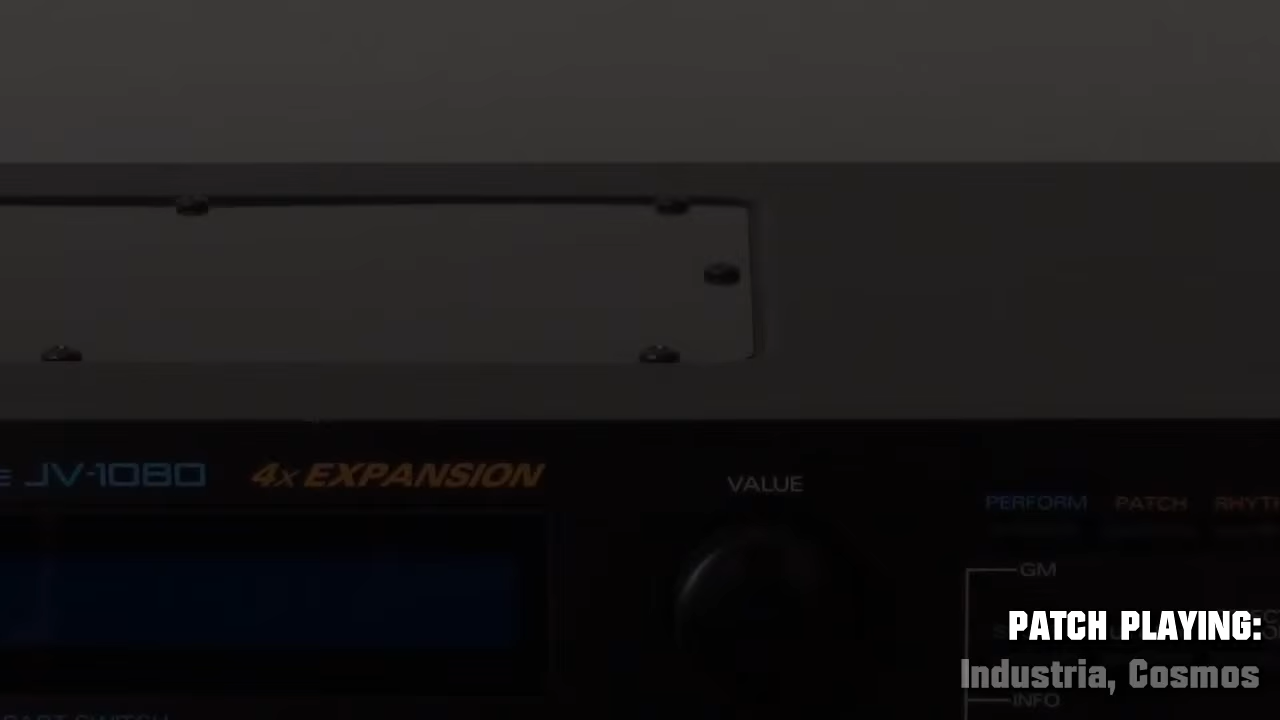 JV-1080 4x EXPANSION
VALUE
PERFORM PATCH
GM
PATCH PLAYING:
Industria, Cosmos
INFO